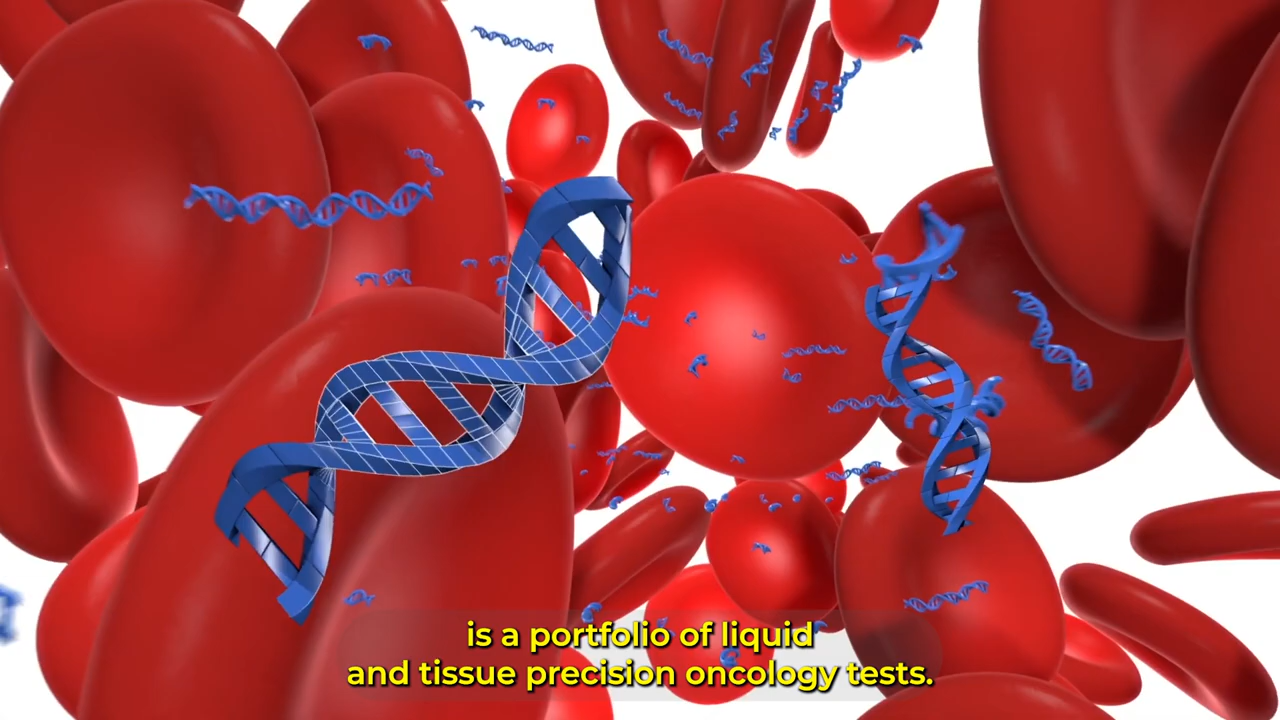 is a portfolio of liquid
and tissue precision oncology tests.